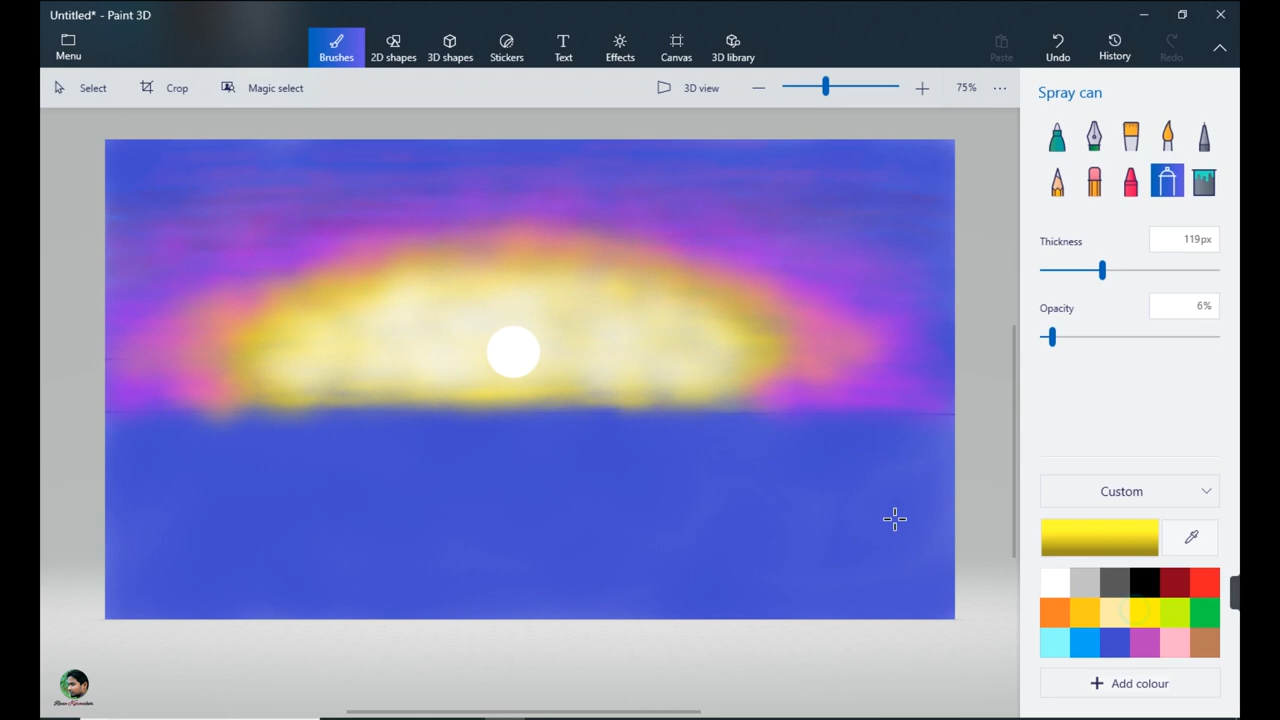 Untitled* - Paint 3D
Menu
Brushes
2D shapes
3D shapes
Stickers
Text
Effects
Canvas
3D library
Paste
Undo
History
Redo
Select
Crop
Magic select
3D view
75%
Spray can
Thickness
119px
Opacity
6%
Custom
Add colour